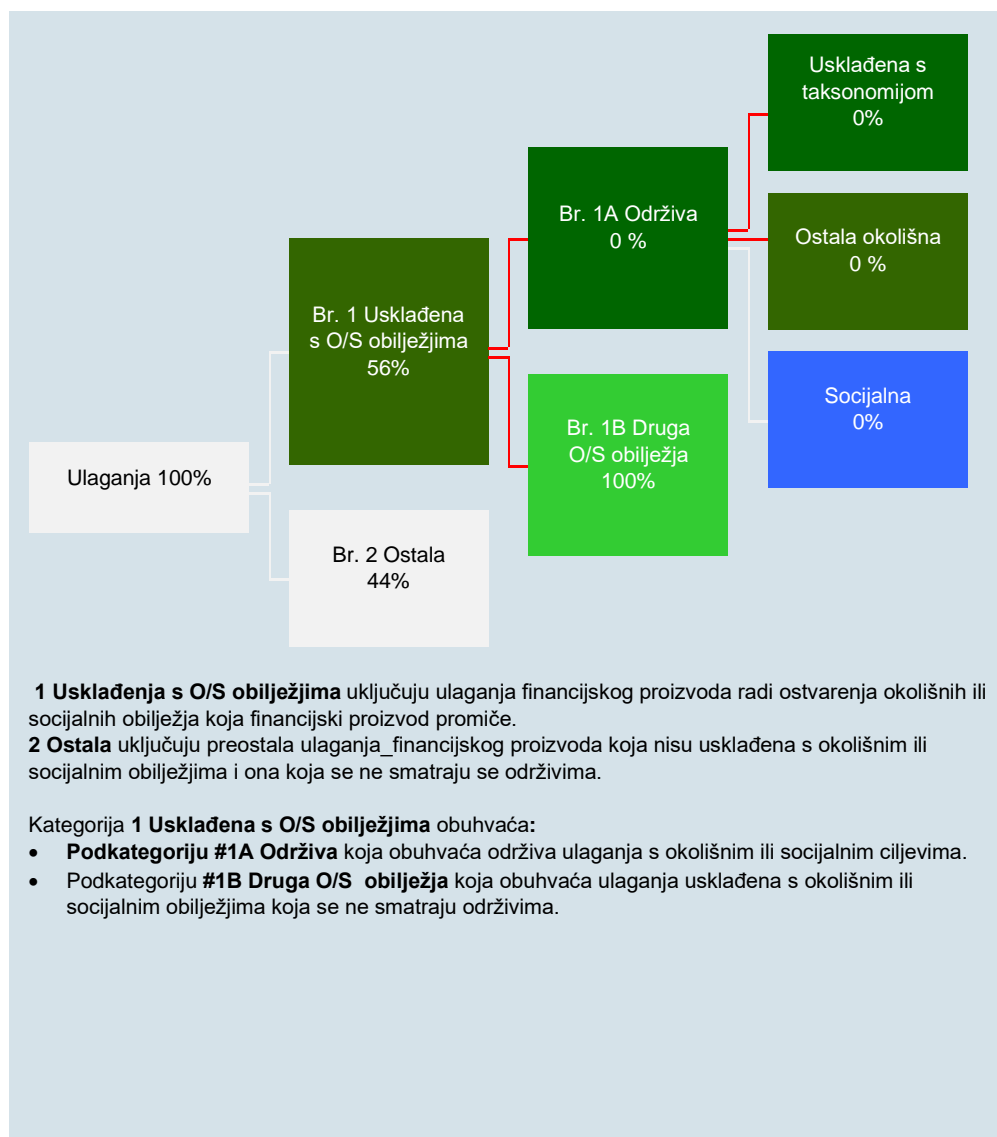 Usklađena s
taksonomijom
0%
Br. 1A Održiva
0 %
Ostala okolišna
0 %
Br. 1 Usklađena
s O/S obilježjima
56%
Socijalna
0%
Br. 1B Druga
O/S obilježja
100%
Ulaganja 100%
Br. 2 Ostala
44%
1 Usklađenja s O/S obilježjima uključuju ulaganja financijskog proizvoda radi ostvarenja okolišnih ili
socijalnih obilježja koja financijski proizvod promiče.
2 Ostala uključuju preostala ulaganja_financijskog proizvoda koja nisu usklađena s okolišnim ili
socijalnim obilježjima i ona koja se ne smatraju se održivima.
Kategorija 1 Usklađena s O/S obilježjima obuhvaća:
• Podkategoriju #1A Održiva koja obuhvaća održiva ulaganja s okolišnim ili socijalnim ciljevima.
• Podkategoriju #1B Druga O/S obilježja koja obuhvaća ulaganja usklađena s okolišnim ili
socijalnim obilježjima koja se ne smatraju održivima.